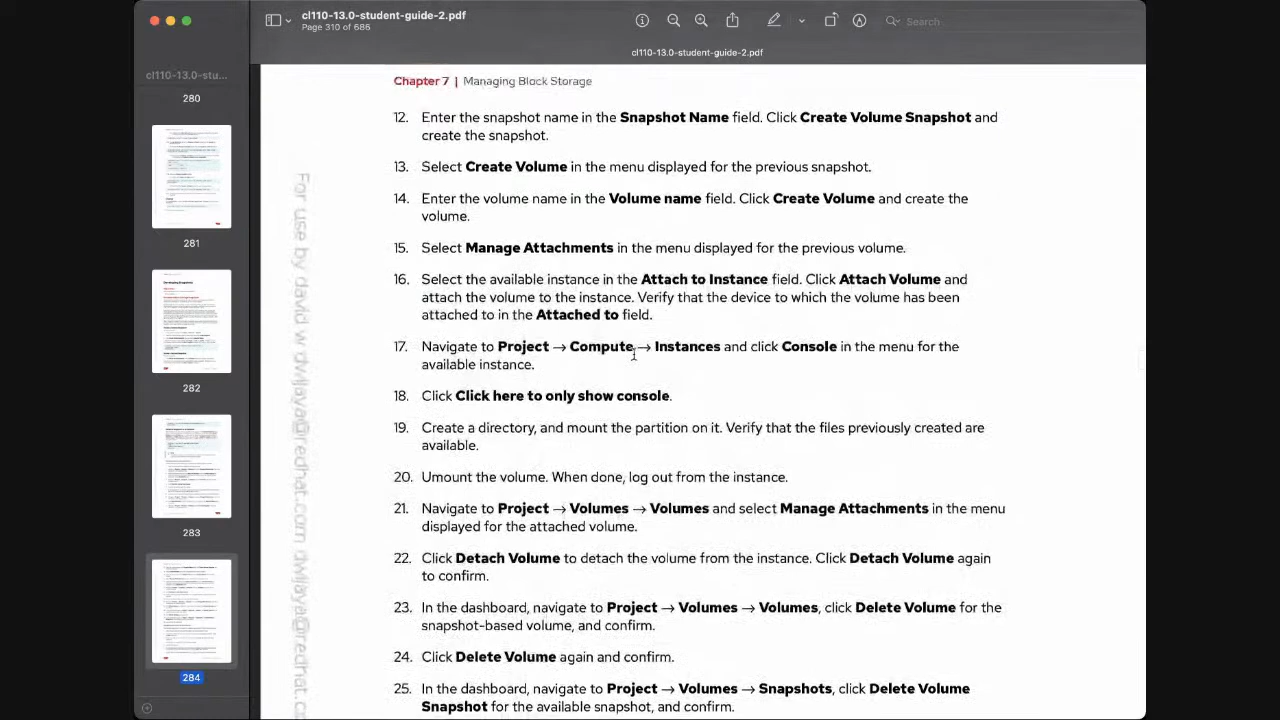 cl110-13.0-student-guide-2.pdf
Page 310 of 686
Search
cl110-13.0-student-guide-2.pdf
cl110-13.0-stu...
280
281
282
283
284
Chapter 7 | Managing Block Storage
12. Enter the snapshot name in the Snapshot Name field. Click Create Volume Snapshot and
create the snapshot.
13. Select Create Volume in the menu displayed for the previous snapshot.
14. Enter the volume name in the Volume name field. Click Create Volume and create the
volume.
15. Select Manage Attachments in the menu displayed for the previous volume.
16. Select the available instance in the Attach to Instance field. Click Attach Volume and
attach the volume to the instance. Verify that the device to which the volume has been
attached to in the Attached To field.
17. Navigate to Project → Compute → Instances and click Console in the menu for the
available instance.
18. Click Click here to only show console.
19. Create a directory, and mount the partition in it. Verify that the files previously created are
available.
20. Unmount the volume. When done, log out from the instance.
21. Navigate to Project → Volumes → Volumes and select Manage Attachments in the menu
displayed for the attached volume.
22. Click Detach Volume to detach the volume from the instance. Click Detach Volume again
to confirm.
23. In the dashboard, navigate to Project → Volumes → Volumes, click Delete Volume for the
snapshot-based volume, and confirm.
24. Click Delete Volume again to confirm.
25. In the dashboard, navigate to Project → Volumes → Snapshots, click Delete Volume
Snapshot for the available snapshot, and confirm.